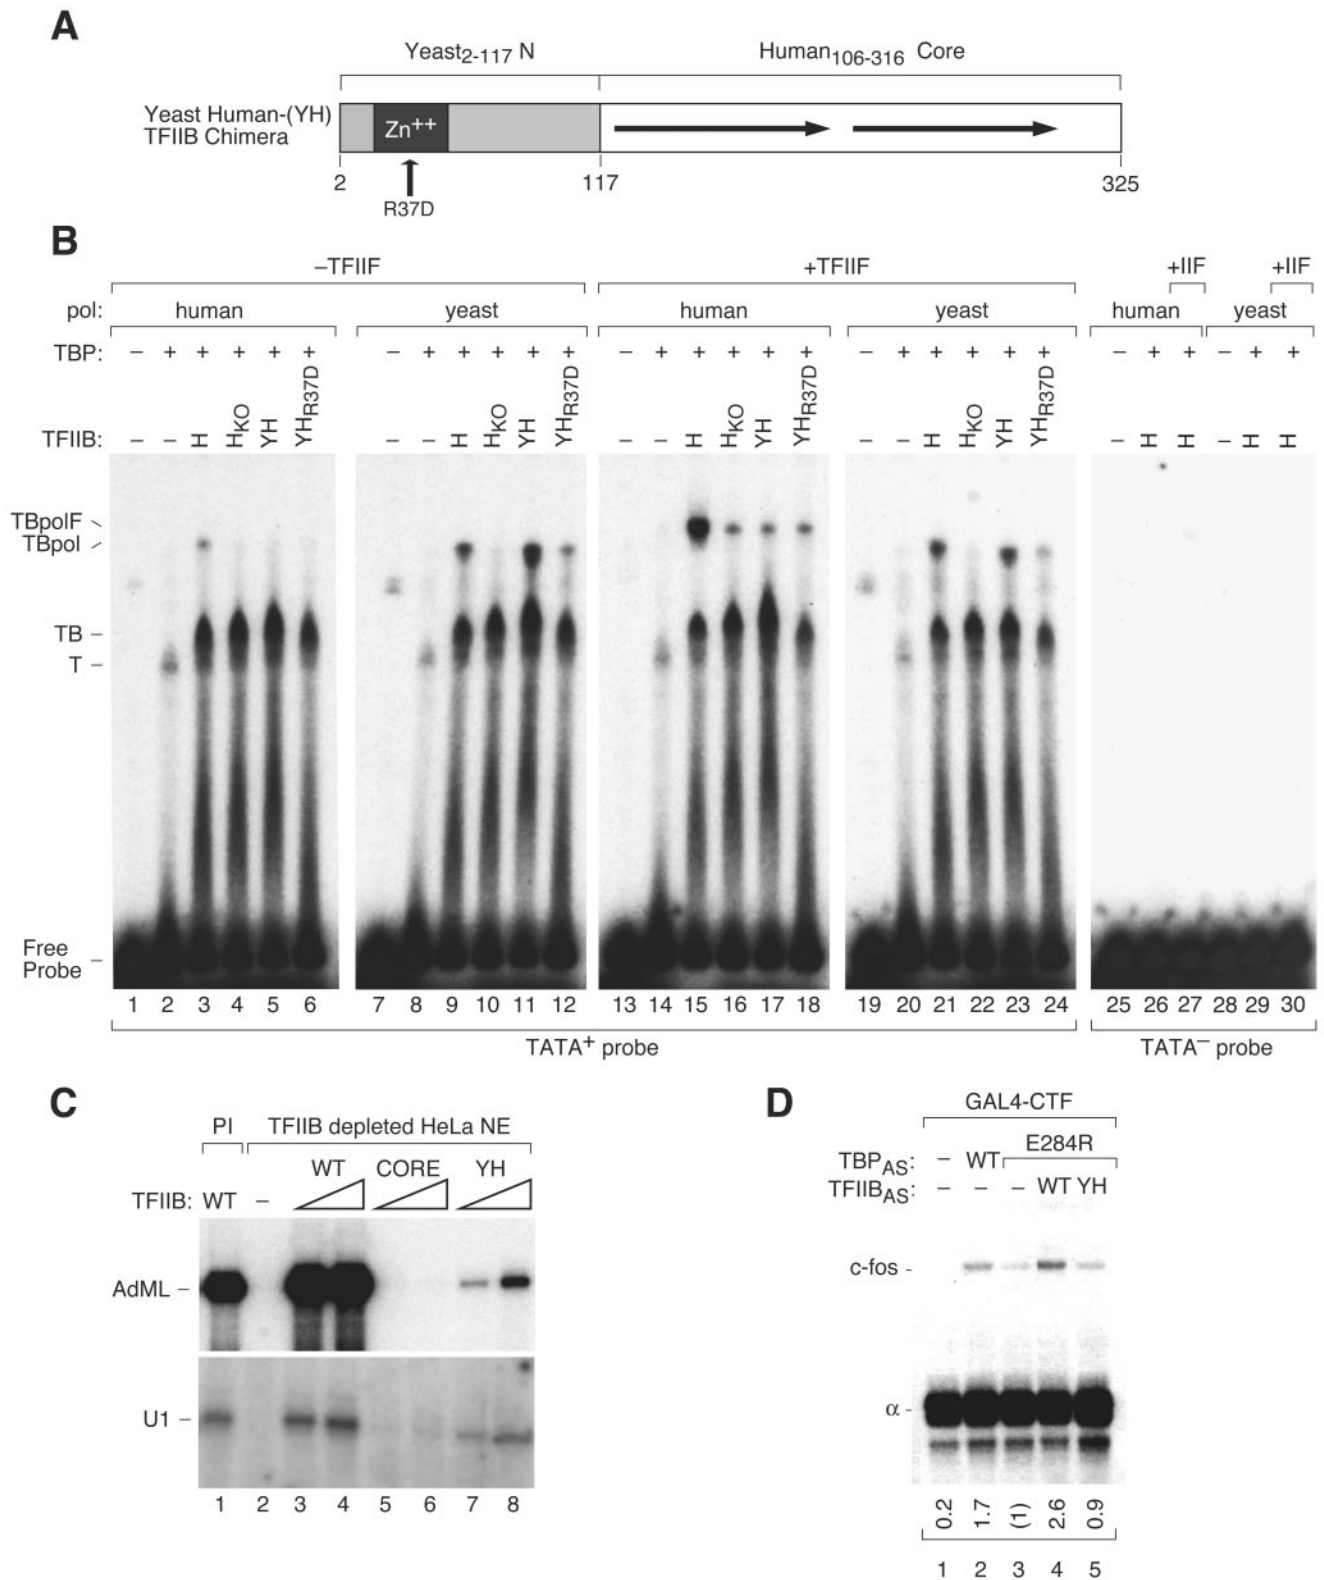 A
Yeast2-117 N Human106-316 Core
Yeast Human-(YH)
TFIIB Chimera
Zn++
2 117 325
R37D
B
–TFIIF +TFIIF +IIF +IIF
pol: human yeast human yeast human yeast
TBP: – + + + + + – + + + + + – + + + + + – + + + + + – + + – + +
TFIIB: – – H HKO YH YHR37D – – H HKO YH YHR37D – – H HKO YH YHR37D – – H HKO YH YHR37D – H H – H H
TBpolF
TBpol
TB –
T –
Free
Probe –
1 2 3 4 5 6 7 8 9 10 11 12 13 14 15 16 17 18 19 20 21 22 23 24 25 26 27 28 29 30
TATA+ probe TATA– probe
C
PI TFIIB depleted HeLa NE
WT CORE YH
TFIIB: WT –
AdML –
U1 –
1 2 3 4 5 6 7 8
D
GAL4-CTF
E284R
TBPAS: – WT
TFIIBAS: – – – WT YH
c-fos -
α -
0.2 1.7 (1) 2.6 0.9
1 2 3 4 5